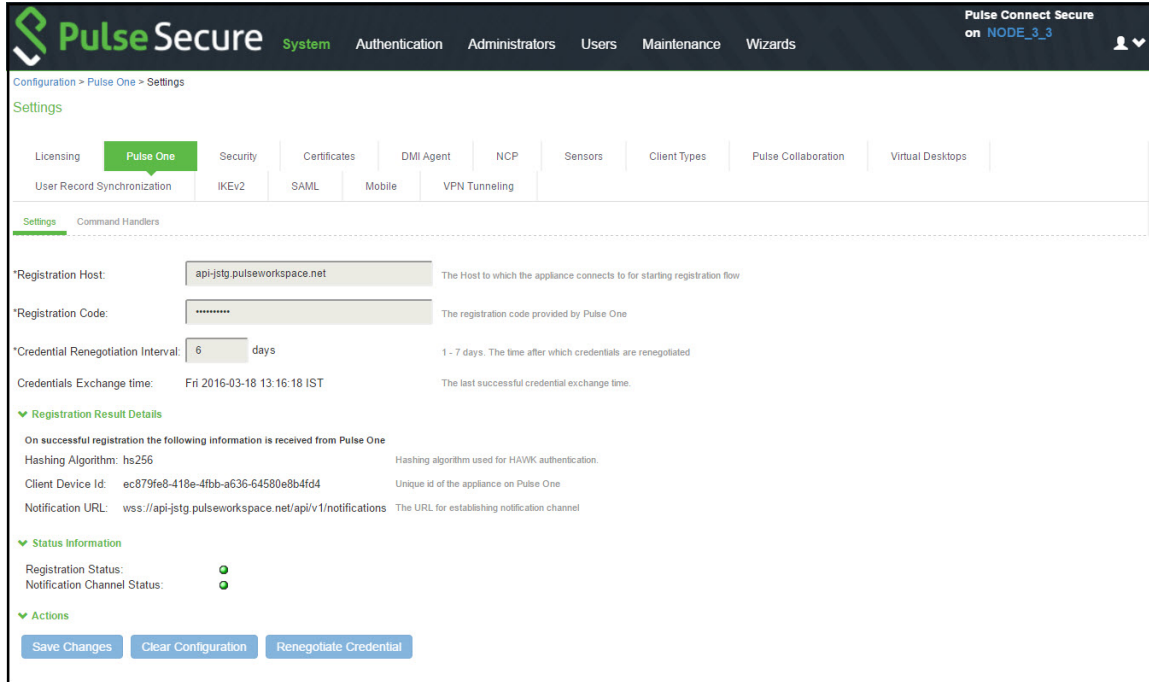 Pulse Secure System Authentication Administrators Users Maintenance Wizards
Pulse Connect Secure
on NODE_3_3
Configuration > Pulse One > Settings
Settings
Licensing Pulse One Security Certificates DMI Agent NCP Sensors Client Types Pulse Collaboration Virtual Desktops
User Record Synchronization IKEv2 SAML Mobile VPN Tunneling
Settings Command Handlers
*Registration Host: api-jstg.pulseworkspace.net The Host to which the appliance connects to for starting registration flow
*Registration Code: •••••••••• The registration code provided by Pulse One
*Credential Renegotiation Interval: 6 days 1 - 7 days. The time after which credentials are renegotiated
Credentials Exchange time: Fri 2016-03-18 13:16:18 IST The last successful credential exchange time.
Registration Result Details
On successful registration the following information is received from Pulse One
Hashing Algorithm: hs256 Hashing algorithm used for HAWK authentication.
Client Device Id: ec879fe8-418e-4fbb-a636-64580e8b4fd4 Unique id of the appliance on Pulse One
Notification URL: wss://api-jstg.pulseworkspace.net/api/v1/notifications The URL for establishing notification channel
Status Information
Registration Status:
Notification Channel Status:
Actions
Save Changes Clear Configuration Renegotiate Credential